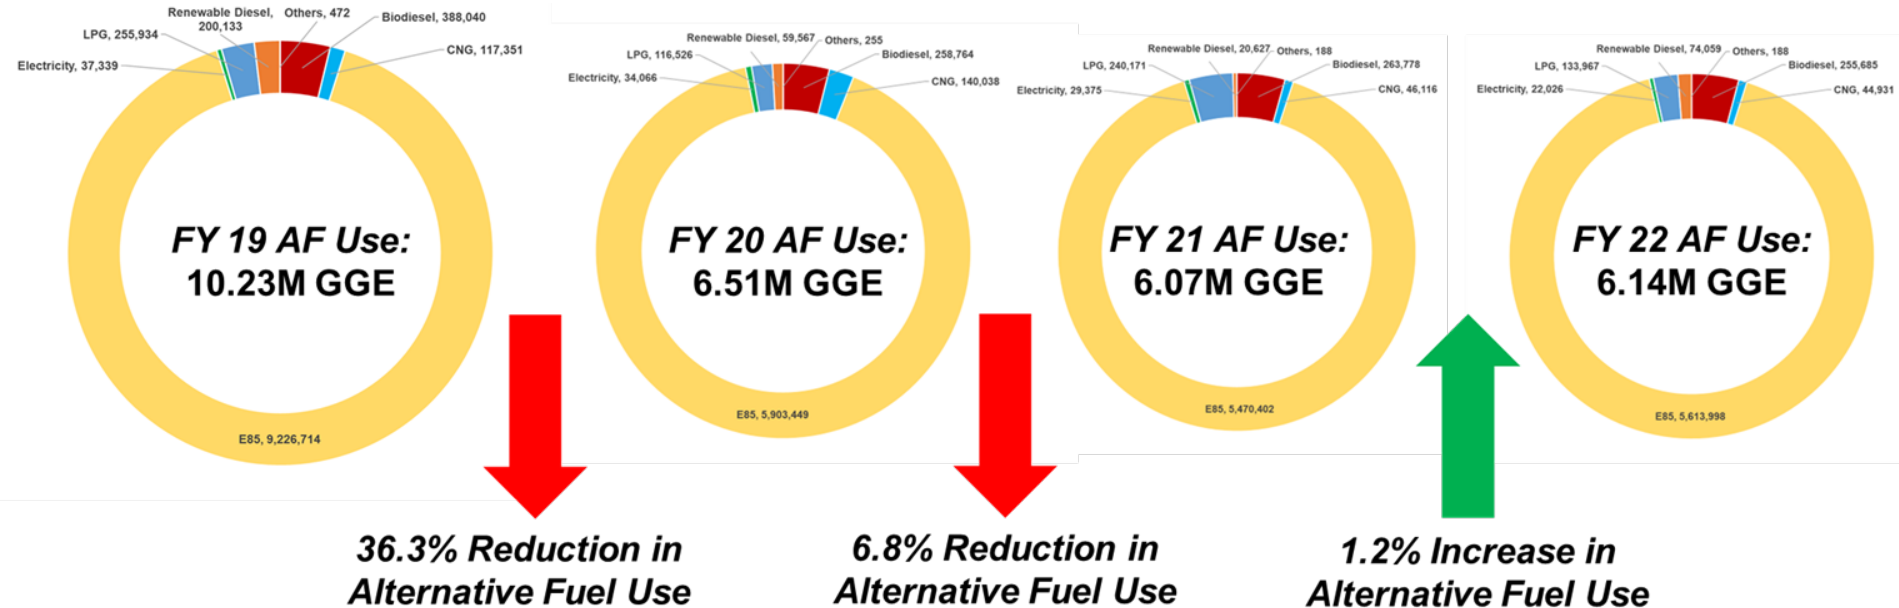 Renewable Diesel,
200,133
Others, 472
Biodiesel, 388,040
LPG, 255,934
CNG, 117,351
Electricity, 37,339
FY 19 AF Use:
10.23M GGE
E85, 9,226,714
Renewable Diesel, 59,567
Others, 255
LPG, 116,526
Biodiesel, 258,764
Electricity, 34,066
CNG, 140,038
FY 20 AF Use:
6.51M GGE
E85, 5,903,449
Renewable Diesel, 20,627
Others, 188
LPG, 240,171
Biodiesel, 263,778
Electricity, 29,375
CNG, 46,116
FY 21 AF Use:
6.07M GGE
E85, 5,470,402
Renewable Diesel, 74,059
Others, 188
LPG, 133,967
Biodiesel, 255,685
Electricity, 22,026
CNG, 44,931
FY 22 AF Use:
6.14M GGE
E85, 5,613,998
36.3% Reduction in
Alternative Fuel Use
6.8% Reduction in
Alternative Fuel Use
1.2% Increase in
Alternative Fuel Use